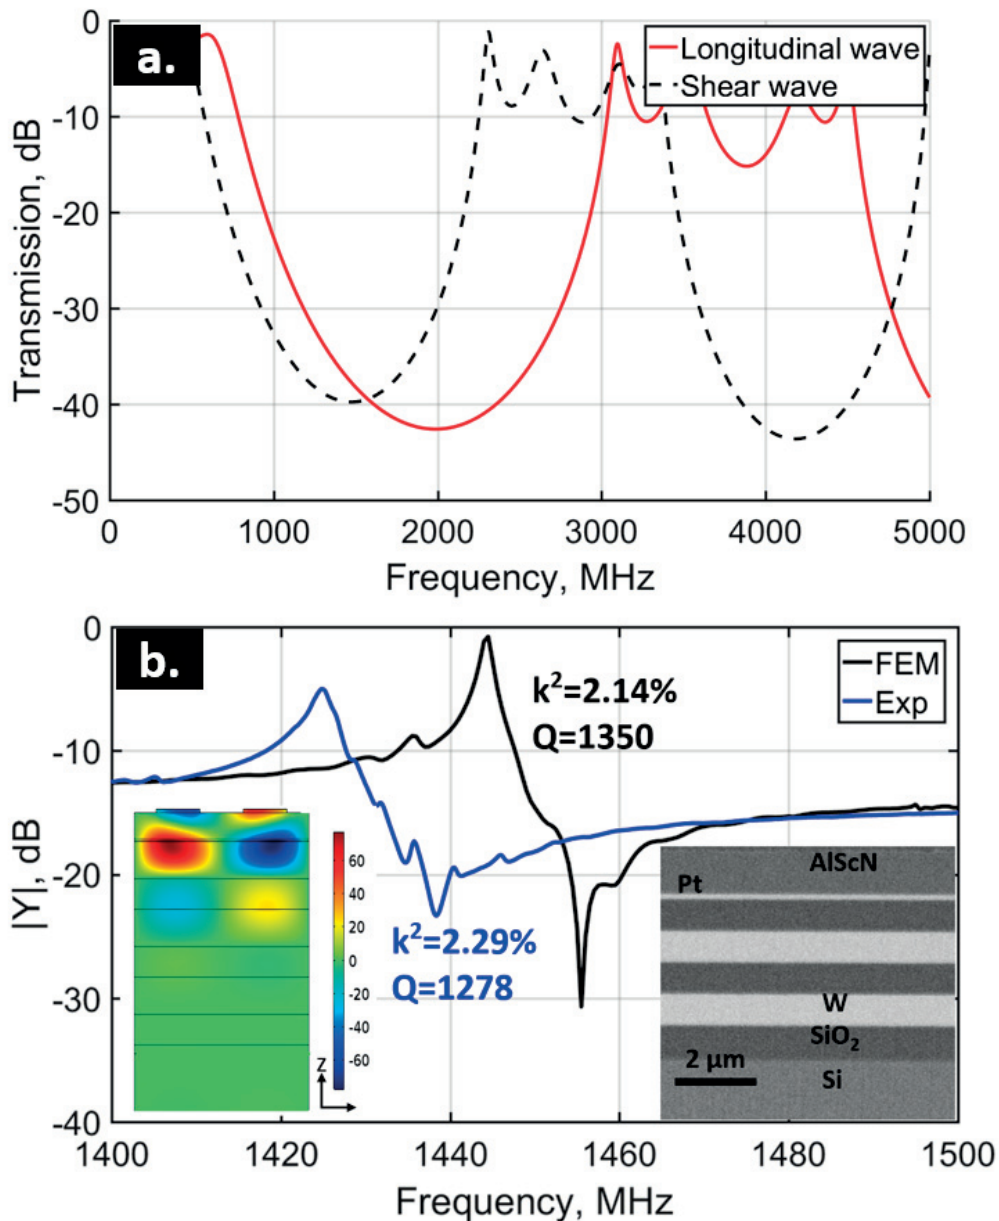 a.
Longitudinal wave
Shear wave
Transmission, dB
0
-10
-20
-30
-40
-50
0 1000 2000 3000 4000 5000
Frequency, MHz
b.
FEM
Exp
k²=2.14%
Q=1350
k²=2.29%
Q=1278
|Y|, dB
0
-10
-20
-30
-40
60
40
20
0
-20
-40
-60
Z
AlScN
Pt
W
SiO₂
2 μm
Si
1400 1420 1440 1460 1480 1500
Frequency, MHz